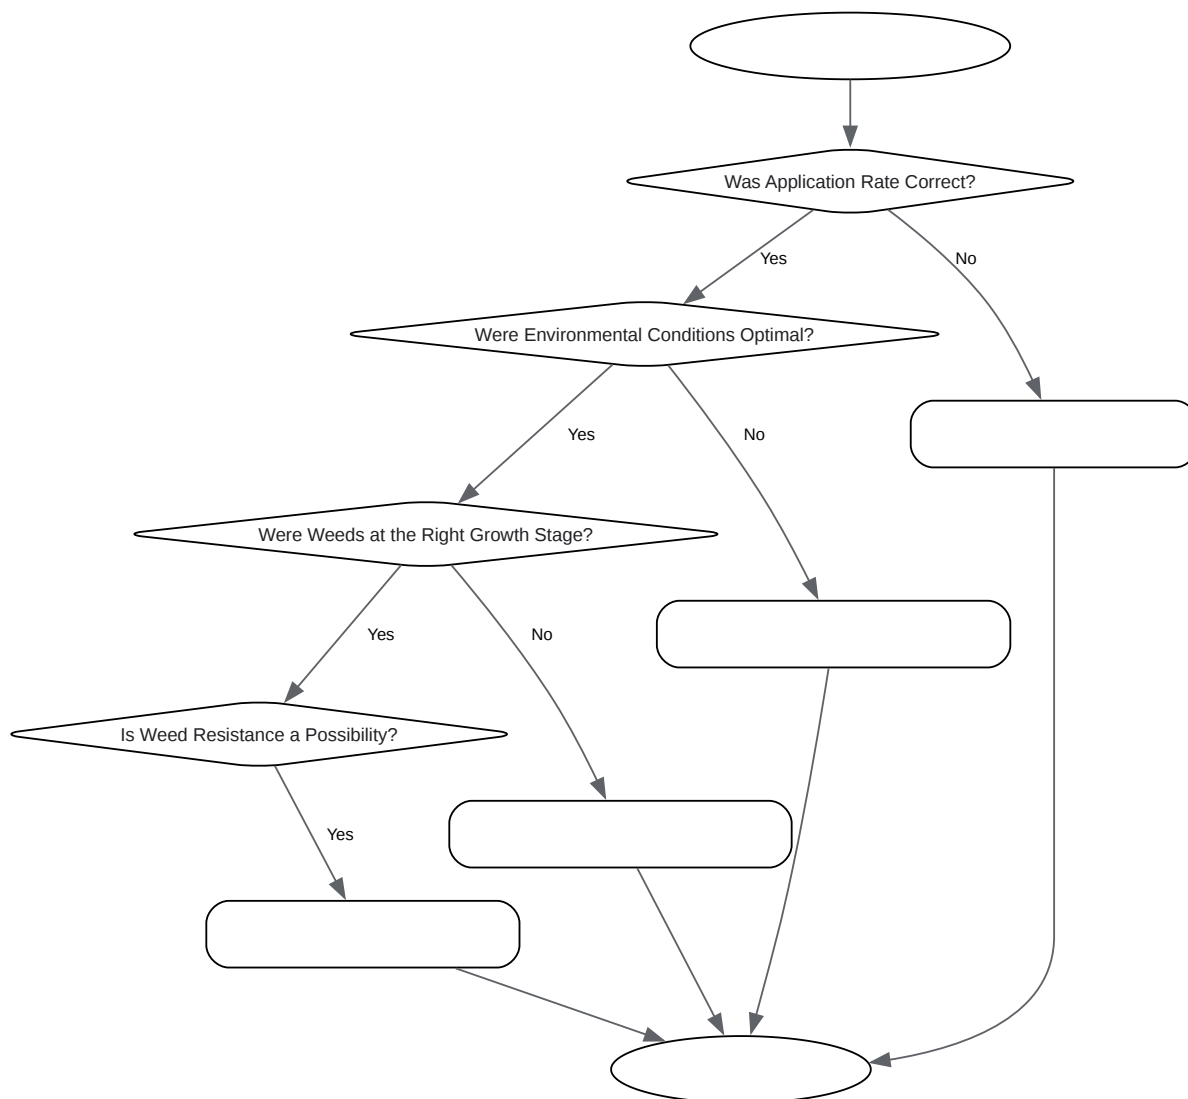 Was Application Rate Correct?
Yes
No
Were Environmental Conditions Optimal?
Yes
No
Were Weeds at the Right Growth Stage?
Yes
No
Is Weed Resistance a Possibility?
Yes